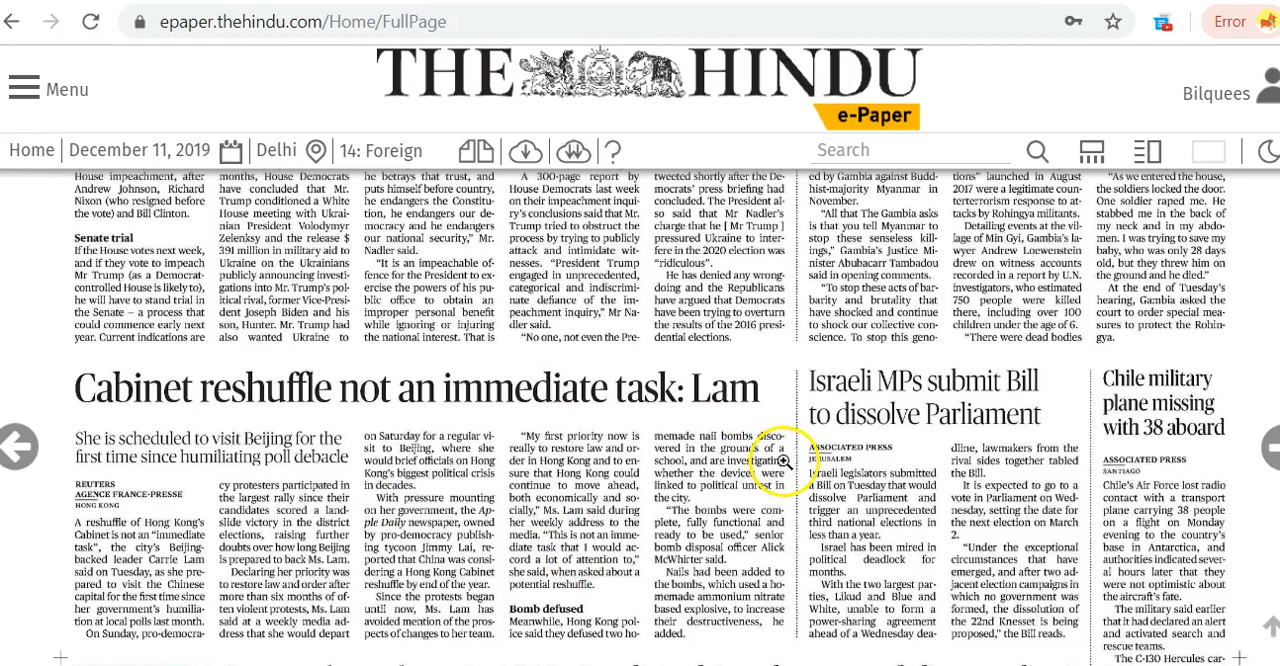 epaper.thehindu.com/Home/FullPage
Error
THE HINDU
e-Paper
Menu
Bilquees
Home
December 11, 2019
Delhi
14: Foreign
?
Search
House impeachment, after
Andrew Johnson, Richard
Nixon (who resigned before
the vote) and Bill Clinton.
Senate trial
If the House votes next week,
and if they vote to impeach
Mr Trump (as a Democrat-
controlled House is likely to),
he will have to stand trial in
the Senate – a process that
could commence early next
year. Current indications are
months, House Democrats
have concluded that Mr.
Trump conditioned a White
House meeting with Ukrai-
nian President Volodymyr
Zelenksy and the release $
391 million in military aid to
Ukraine on the Ukrainians
publicly announcing investi-
gations into Mr. Trump's po-
litical rival, former Vice-Presi-
dent Joseph Biden and his
son, Hunter. Mr. Trump had
also wanted Ukraine to
he betrays that trust, and
puts himself before country,
he endangers the Constitu-
tion, he endangers our de-
mocracy and he endangers
our national security,” Mr.
Nadler said.
“It is an impeachable of-
fence for the President to ex-
ercise the powers of his pu-
blic office to obtain an
improper personal benefit
while ignoring or injuring
the national interest. That is
A 300-page report by
House Democrats last week
on their impeachment inqui-
ry's conclusions said that Mr.
Trump tried to obstruct the
process by trying to publicly
attack and intimidate wit-
nesses. “President Trump
engaged in unprecedented,
categorical and indiscrimi-
nate defiance of the im-
peachment inquiry,” Mr Na-
dler said.
“No one, not even the Pre-
tweeted shortly after the De-
mocrats' press briefing had
concluded. The President al-
so said that Mr Nadler's
charge that he [ Mr Trump ]
pressured Ukraine to inter-
fere in the 2020 election was
“ridiculous”.
He has denied any wrong-
doing and the Republicans
have argued that Democrats
have been trying to overturn
the results of the 2016 presi-
dential elections.
ed by Gambia against Budd-
hist-majority Myanmar in
November.
“All that The Gambia asks
is that you tell Myanmar to
stop these senseless kill-
ings,” Gambia's Justice Mi-
nister Abubacarr Tambadou
said in opening comments.
“To stop these acts of bar-
barity and brutality that
have shocked and continue
to shock our collective con-
science. To stop this geno-
tions” launched in August
2017 were a legitimate coun-
terterrorism response to at-
tacks by Rohingya militants.
Detailing events at the vil-
lage of Min Gyi, Gambia's la-
wyer Andrew Loewenstein
drew on witness accounts
recorded in a report by U.N.
investigators, who estimated
750 people were killed
there, including over 100
children under the age of 6.
“There were dead bodies
“As we entered the house,
the soldiers locked the door.
One soldier raped me. He
stabbed me in the back of
my neck and in my abdo-
men. I was trying to save my
baby, who was only 28 days
old, but they threw him on
the ground and he died.”
At the end of Tuesday's
hearing, Gambia asked the
court to order special mea-
sures to protect the Rohin-
gya.
Cabinet reshuffle not an immediate task: Lam
She is scheduled to visit Beijing for the
first time since humiliating poll debacle
REUTERS
AGENCE FRANCE-PRESSE
HONG KONG
A reshuffle of Hong Kong's
Cabinet is not an “immediate
task”, the city's Beijing-
backed leader Carrie Lam
said on Tuesday, as she pre-
pared to visit the Chinese
capital for the first time since
her government's humilia-
tion at local polls last month.
On Sunday, pro-democra-
cy protesters participated in
the largest rally since their
candidates scored a land-
slide victory in the district
elections, raising further
doubts over how long Beijing
is prepared to back Ms. Lam.
Declaring her priority was
to restore law and order after
more than six months of of-
ten violent protests, Ms. Lam
said at a weekly media ad-
dress that she would depart
on Saturday for a regular vi-
sit to Beijing, where she
would brief officials on Hong
Kong's biggest political crisis
in decades.
With pressure mounting
on her government, the Ap-
ple Daily newspaper, owned
by pro-democracy publish-
ing tycoon Jimmy Lai, re-
ported that China was consi-
dering a Hong Kong Cabinet
reshuffle by end of the year.
Since the protests began
until now, Ms. Lam has
avoided mention of the pros-
pects of changes to her team.
“My first priority now is
really to restore law and or-
der in Hong Kong and to en-
sure that Hong Kong could
continue to move ahead,
both economically and so-
cially,” Ms. Lam said during
her weekly address to the
media. “This is not an imme-
diate task that I would ac-
cord a lot of attention to,”
she said, when asked about a
potential reshuffle.
Bomb defused
Meanwhile, Hong Kong pol-
ice said they defused two ho-
memade nail bombs disco-
vered in the grounds of a
school, and are investigating
whether the devices were
linked to political unrest in
the city.
“The bombs were com-
plete, fully functional and
ready to be used,” senior
bomb disposal officer Alick
McWhirter said.
Nails had been added to
the bombs, which used a ho-
memade ammonium nitrate
based explosive, to increase
their destructiveness, he
added.
Israeli MPs submit Bill
to dissolve Parliament
ASSOCIATED PRESS
JERUSALEM
Israeli legislators submitted
a Bill on Tuesday that would
dissolve Parliament and
trigger an unprecedented
third national elections in
less than a year.
Israel has been mired in
political deadlock for
months.
With the two largest par-
ties, Likud and Blue and
White, unable to form a
power-sharing agreement
ahead of a Wednesday dea-
dline, lawmakers from the
rival sides together tabled
the Bill.
It is expected to go to a
vote in Parliament on Wed-
nesday, setting the date for
the next election on March
2.
“Under the exceptional
circumstances that have
emerged, and after two ad-
jacent election campaigns in
which no government was
formed, the dissolution of
the 22nd Knesset is being
proposed,” the Bill reads.
Chile military
plane missing
with 38 aboard
ASSOCIATED PRESS
SANTIAGO
Chile's Air Force lost radio
contact with a transport
plane carrying 38 people
on a flight on Monday
evening to the country's
base in Antarctica, and
authorities indicated sever-
al hours later that they
were not optimistic about
the aircraft's fate.
The military said earlier
that it had declared an alert
and activated search and
rescue teams.
The C-130 Hercules car-